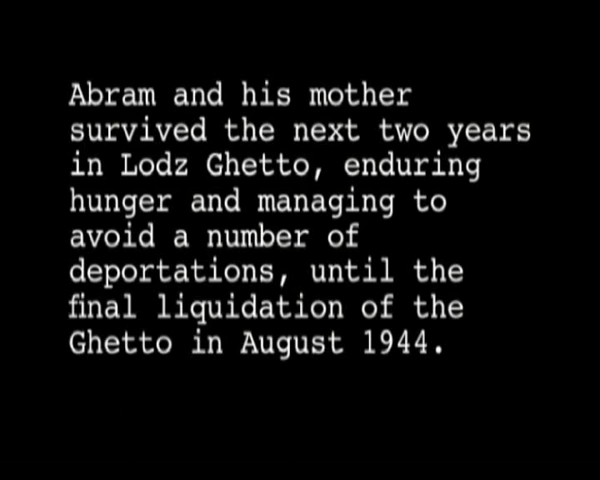 Abram and his mother
survived the next two years
in Lodz Ghetto, enduring
hunger and managing to
avoid a number of
deportations, until the
final liquidation of the
Ghetto in August 1944.